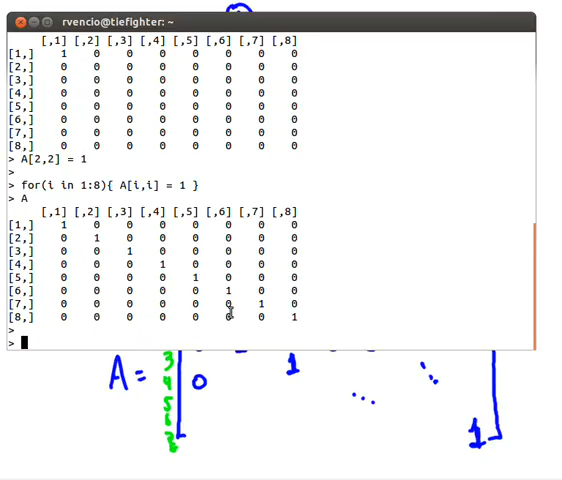 rvencio@tiefighter: ~
[,1] [,2] [,3] [,4] [,5] [,6] [,7] [,8]
[1,] 1 0 0 0 0 0 0 0
[2,] 0 0 0 0 0 0 0 0
[3,] 0 0 0 0 0 0 0 0
[4,] 0 0 0 0 0 0 0 0
[5,] 0 0 0 0 0 0 0 0
[6,] 0 0 0 0 0 0 0 0
[7,] 0 0 0 0 0 0 0 0
[8,] 0 0 0 0 0 0 0 0
> A[2,2] = 1
>
> for(i in 1:8){ A[i,i] = 1 }
> A
[,1] [,2] [,3] [,4] [,5] [,6] [,7] [,8]
[1,] 1 0 0 0 0 0 0 0
[2,] 0 1 0 0 0 0 0 0
[3,] 0 0 1 0 0 0 0 0
[4,] 0 0 0 1 0 0 0 0
[5,] 0 0 0 0 1 0 0 0
[6,] 0 0 0 0 0 1 0 0
[7,] 0 0 0 0 0 0 1 0
[8,] 0 0 0 0 0 0 0 1
>
>
3 1
A = 4 0
5
6
1